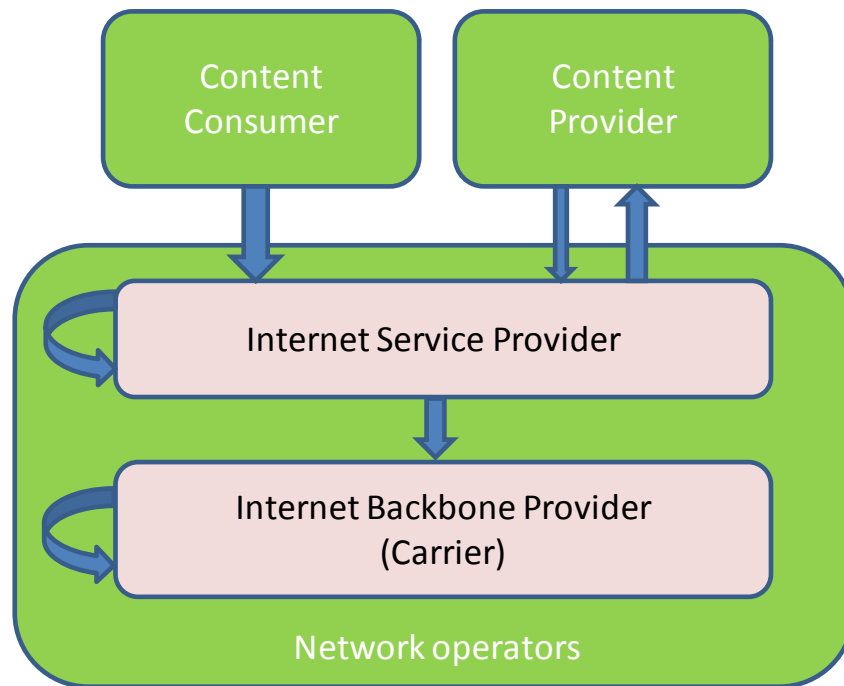 Content
Consumer
Content
Provider
Internet Service Provider
Internet Backbone Provider
(Carrier)
Network operators